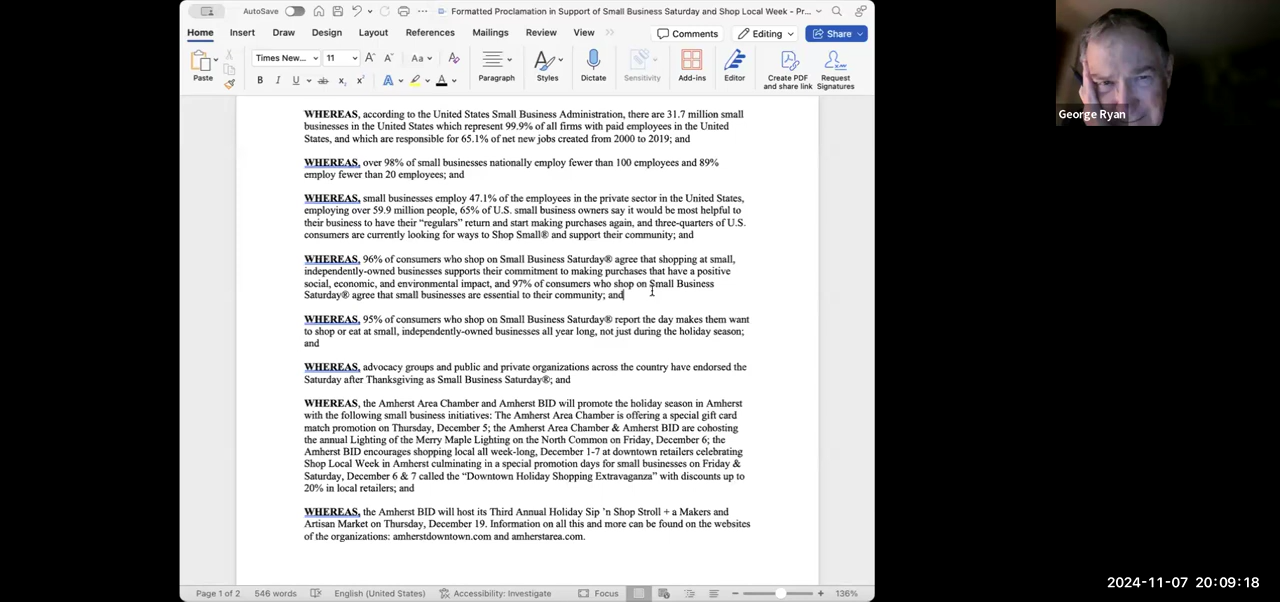 AutoSave
Formatted Proclamation in Support of Small Business Saturday and Shop Local Week - Pr...
Home Insert Draw Design Layout References Mailings Review View Comments Editing Share
Times New... 11 Aa
Paste Paragraph Styles Dictate Sensitivity Add-ins Editor Create PDF and share link Request Signatures
WHEREAS, according to the United States Small Business Administration, there are 31.7 million small
businesses in the United States which represent 99.9% of all firms with paid employees in the United
States, and which are responsible for 65.1% of net new jobs created from 2000 to 2019; and
WHEREAS, over 98% of small businesses nationally employ fewer than 100 employees and 89%
employ fewer than 20 employees; and
WHEREAS, small businesses employ 47.1% of the employees in the private sector in the United States,
employing over 59.9 million people, 65% of U.S. small business owners say it would be most helpful to
their business to have their “regulars” return and start making purchases again, and three-quarters of U.S.
consumers are currently looking for ways to Shop Small® and support their community; and
WHEREAS, 96% of consumers who shop on Small Business Saturday® agree that shopping at small,
independently-owned businesses supports their commitment to making purchases that have a positive
social, economic, and environmental impact, and 97% of consumers who shop on Small Business
Saturday® agree that small businesses are essential to their community; and
WHEREAS, 95% of consumers who shop on Small Business Saturday® report the day makes them want
to shop or eat at small, independently-owned businesses all year long, not just during the holiday season;
and
WHEREAS, advocacy groups and public and private organizations across the country have endorsed the
Saturday after Thanksgiving as Small Business Saturday®; and
WHEREAS, the Amherst Area Chamber and Amherst BID will promote the holiday season in Amherst
with the following small business initiatives: The Amherst Area Chamber is offering a special gift card
match promotion on Thursday, December 5; the Amherst Area Chamber & Amherst BID are cohosting
the annual Lighting of the Merry Maple Lighting on the North Common on Friday, December 6; the
Amherst BID encourages shopping local all week-long, December 1-7 at downtown retailers celebrating
Shop Local Week in Amherst culminating in a special promotion days for small businesses on Friday &
Saturday, December 6 & 7 called the “Downtown Holiday Shopping Extravaganza” with discounts up to
20% in local retailers; and
WHEREAS, the Amherst BID will host its Third Annual Holiday Sip ’n Shop Stroll + a Makers and
Artisan Market on Thursday, December 19. Information on all this and more can be found on the websites
of the organizations: amherstdowntown.com and amherstarea.com.
Page 1 of 2 546 words English (United States) Accessibility: Investigate Focus 136%
George Ryan
2024-11-07 20:09:18